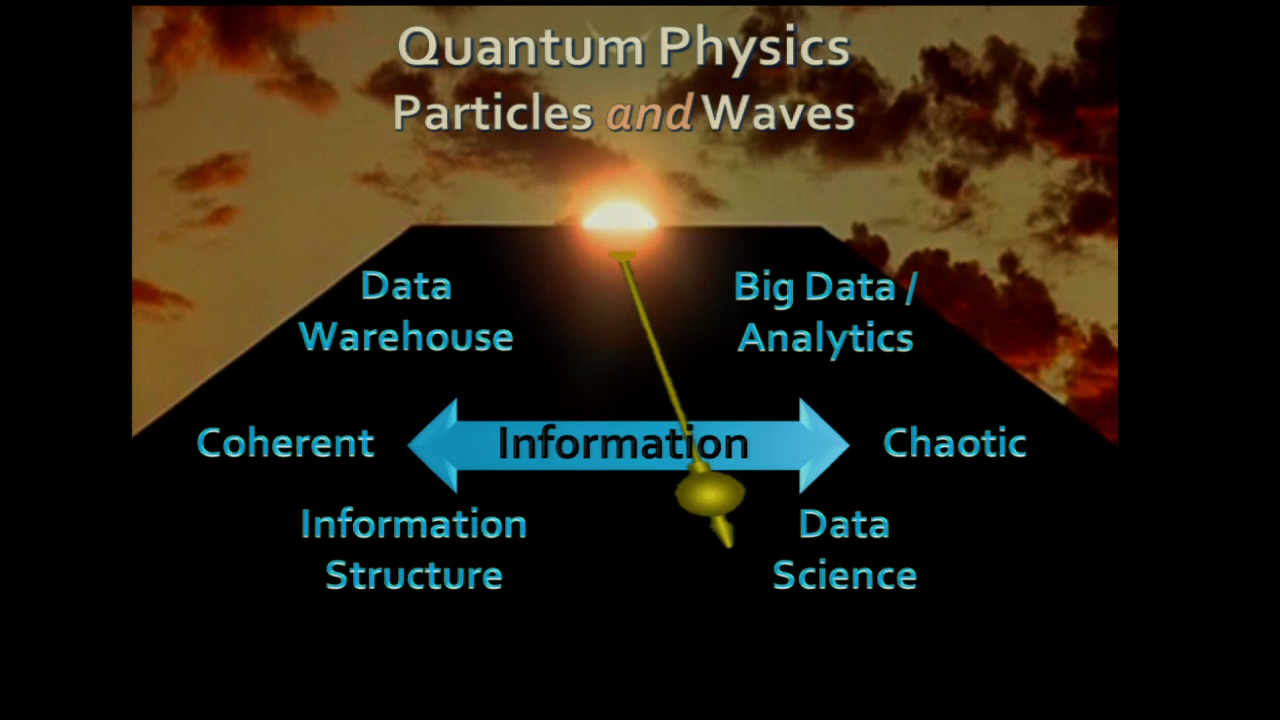 Quantum Physics
Particles and Waves
Data
Warehouse
Big Data /
Analytics
Coherent
Information
Chaotic
Information
Structure
Data
Science